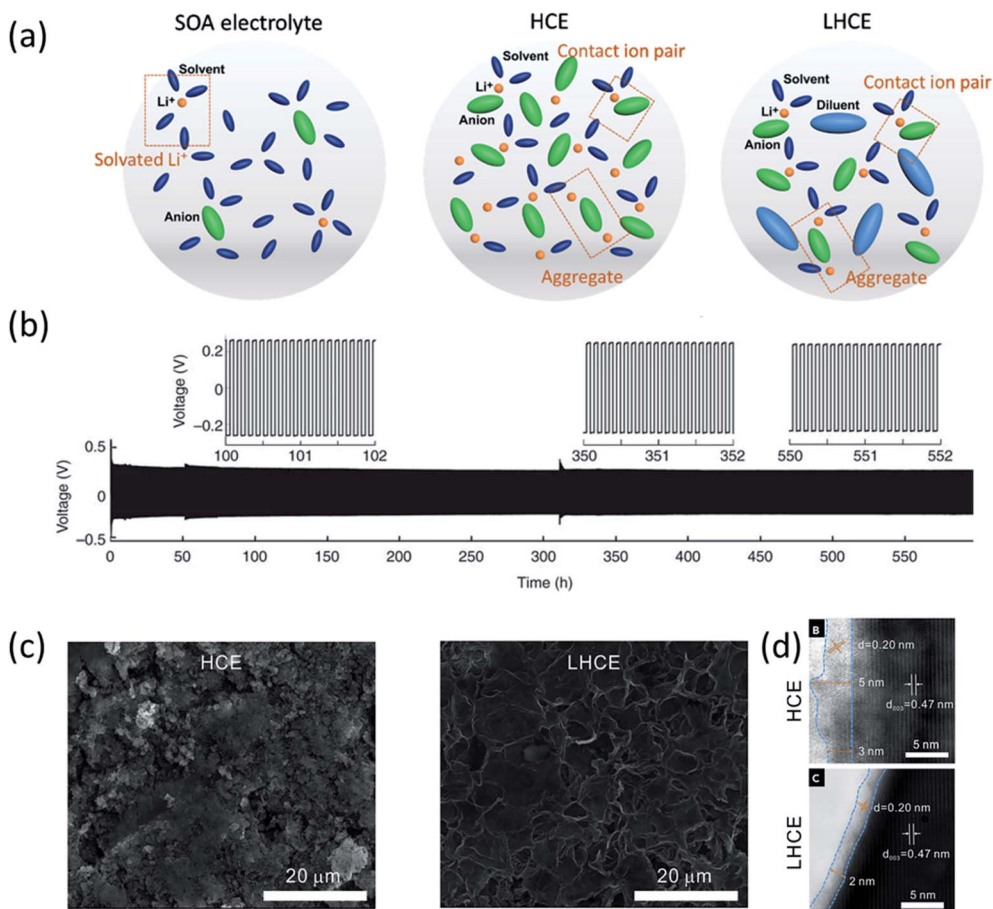 (a)
SOA electrolyte
HCE
LHCE
Solvent
Li⁺
Solvated Li⁺
Anion
Solvent
Li⁺
Anion
Contact ion pair
Aggregate
Solvent
Li⁺
Diluent
Anion
Contact ion pair
Aggregate
(b)
Voltage (V)
0.2
0
−0.2
100 101 102
350 351 352
550 551 552
Voltage (V)
0.5
0
−0.5
0 50 100 150 200 250 300 350 400 450 500 550
Time (h)
(c)
HCE
20 μm
LHCE
20 μm
(d)
HCE
B
d=0.20 nm
5 nm
d₀₀₃=0.47 nm
3 nm
5 nm
LHCE
C
d=0.20 nm
d₀₀₃=0.47 nm
2 nm
5 nm